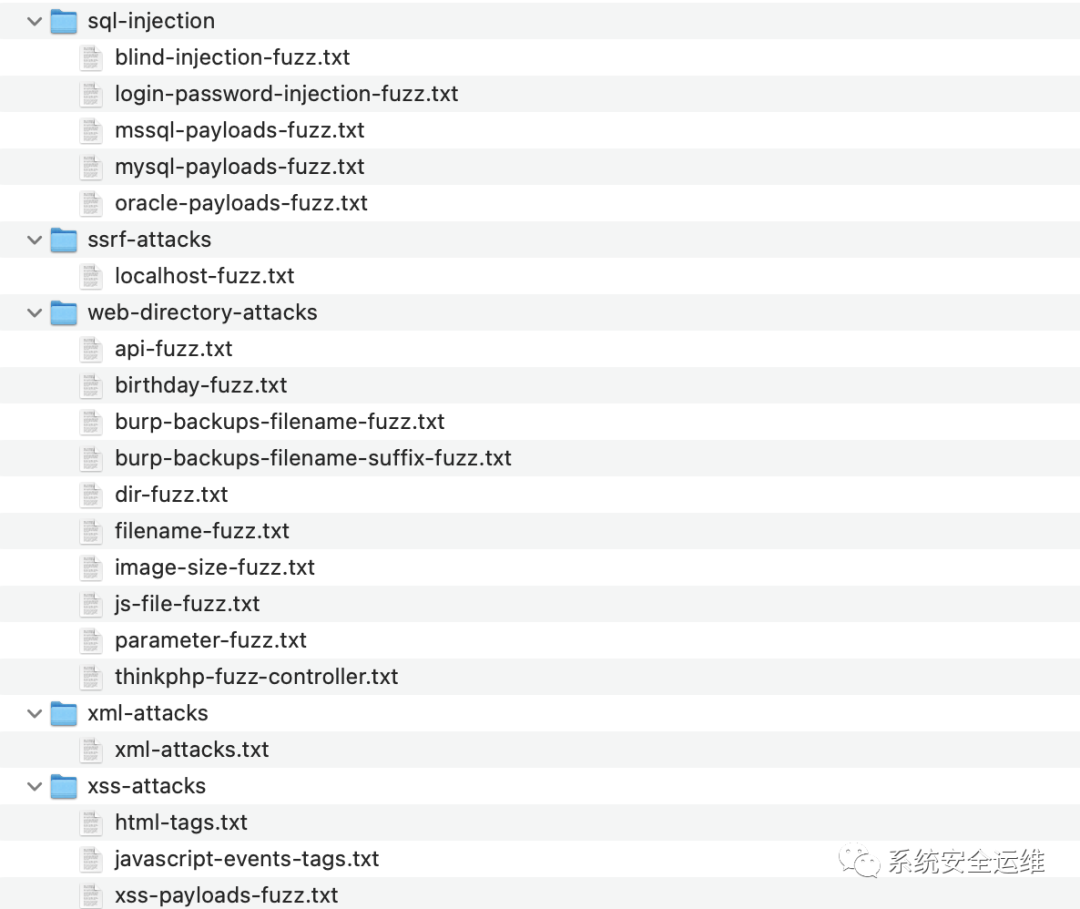 sql-injection
blind-injection-fuzz.txt
login-password-injection-fuzz.txt
mssql-payloads-fuzz.txt
mysql-payloads-fuzz.txt
oracle-payloads-fuzz.txt
ssrf-attacks
localhost-fuzz.txt
web-directory-attacks
api-fuzz.txt
birthday-fuzz.txt
burp-backups-filename-fuzz.txt
burp-backups-filename-suffix-fuzz.txt
dir-fuzz.txt
filename-fuzz.txt
image-size-fuzz.txt
js-file-fuzz.txt
parameter-fuzz.txt
thinkphp-fuzz-controller.txt
xml-attacks
xml-attacks.txt
xss-attacks
html-tags.txt
javascript-events-tags.txt
系统安全运维
xss-payloads-fuzz.txt